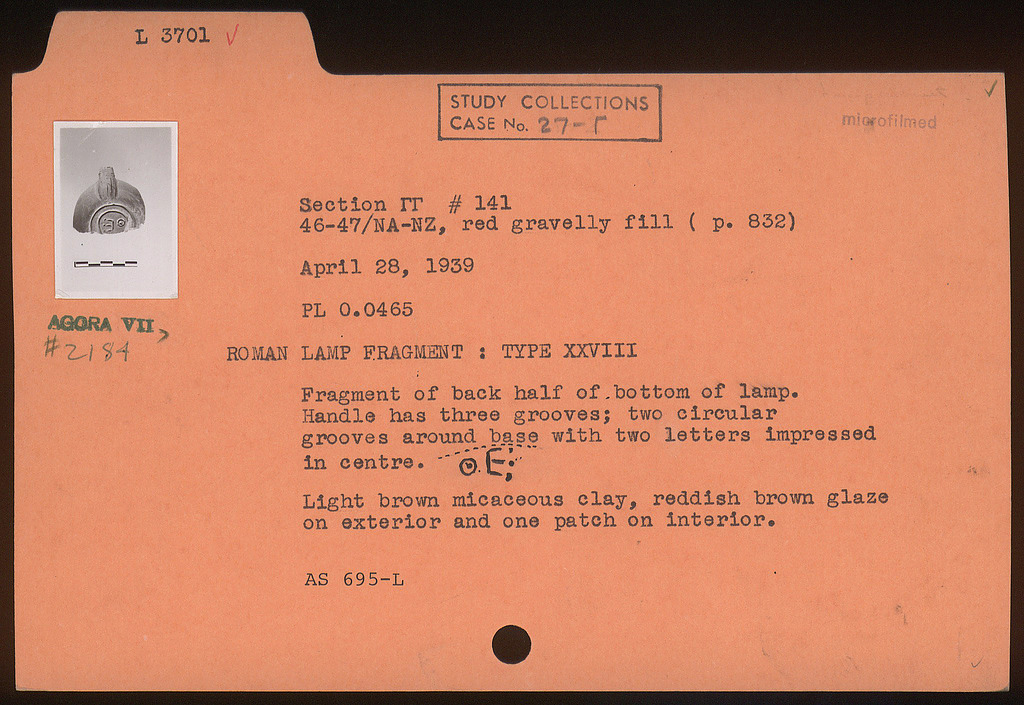 L 3701 ✓
STUDY COLLECTIONS
CASE No. 27-Γ
microfilmed
Section ΓΓ # 141
46-47/NA-NZ, red gravelly fill ( p. 832)
April 28, 1939
PL 0.0465
AGORA VII,
#2184
ROMAN LAMP FRAGMENT : TYPE XXVIII
Fragment of back half of bottom of lamp.
Handle has three grooves; two circular
grooves around base with two letters impressed
in centre. Θ E;
Light brown micaceous clay, reddish brown glaze
on exterior and one patch on interior.
AS 695-L